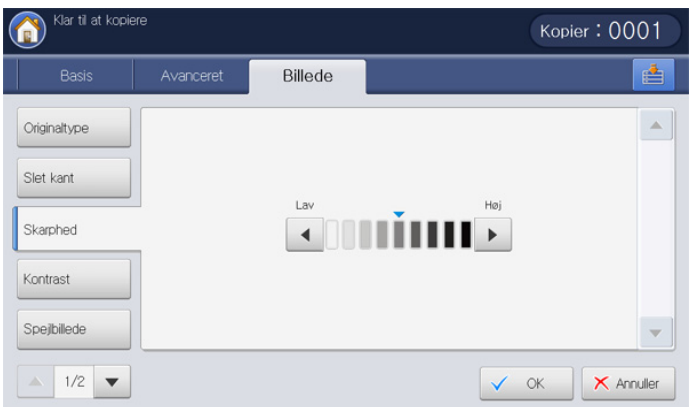 Klar til at kopiere
Kopier : 0001
Basis
Avanceret
Billede
Originaltype
Slet kant
Skarphed
Kontrast
Spejlbillede
Lav
Høj
1/2
OK
Annuller